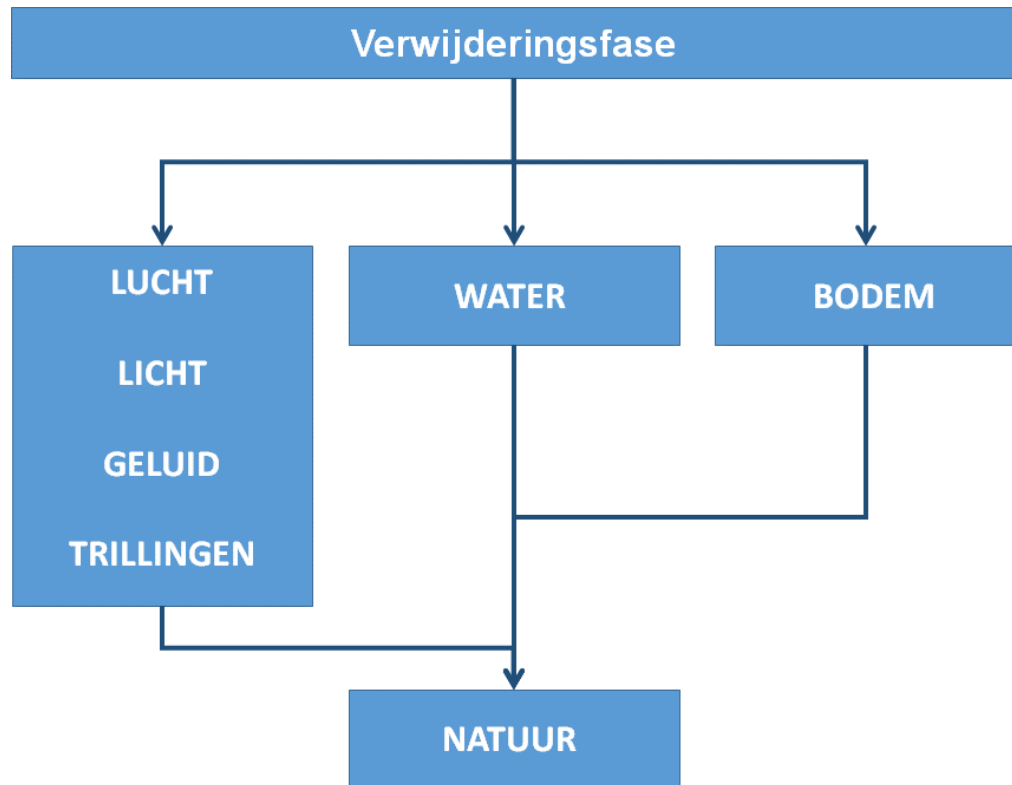 Verwijderingsfase
LUCHT
LICHT
GELUID
TRILLINGEN
WATER
BODEM
NATUUR